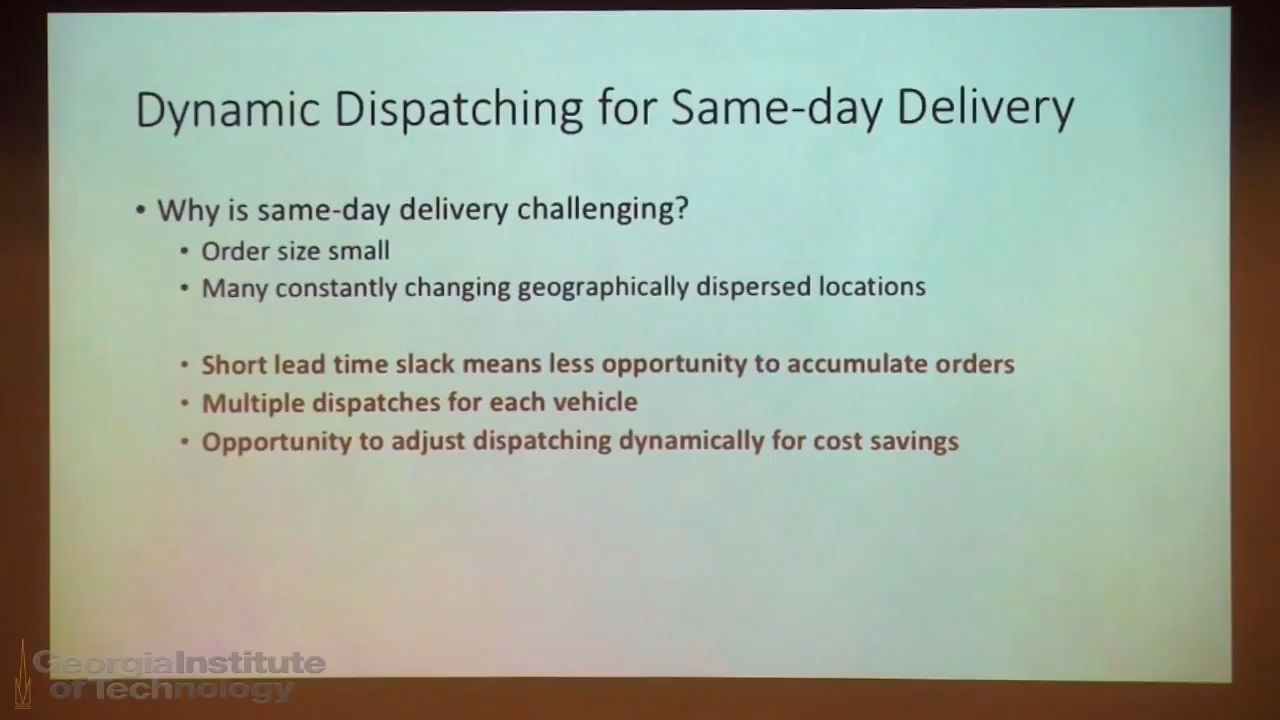 Dynamic Dispatching for Same-day Delivery
• Why is same-day delivery challenging?
• Order size small
• Many constantly changing geographically dispersed locations
• Short lead time slack means less opportunity to accumulate orders
• Multiple dispatches for each vehicle
• Opportunity to adjust dispatching dynamically for cost savings
GeorgiaInstitute
of Technology